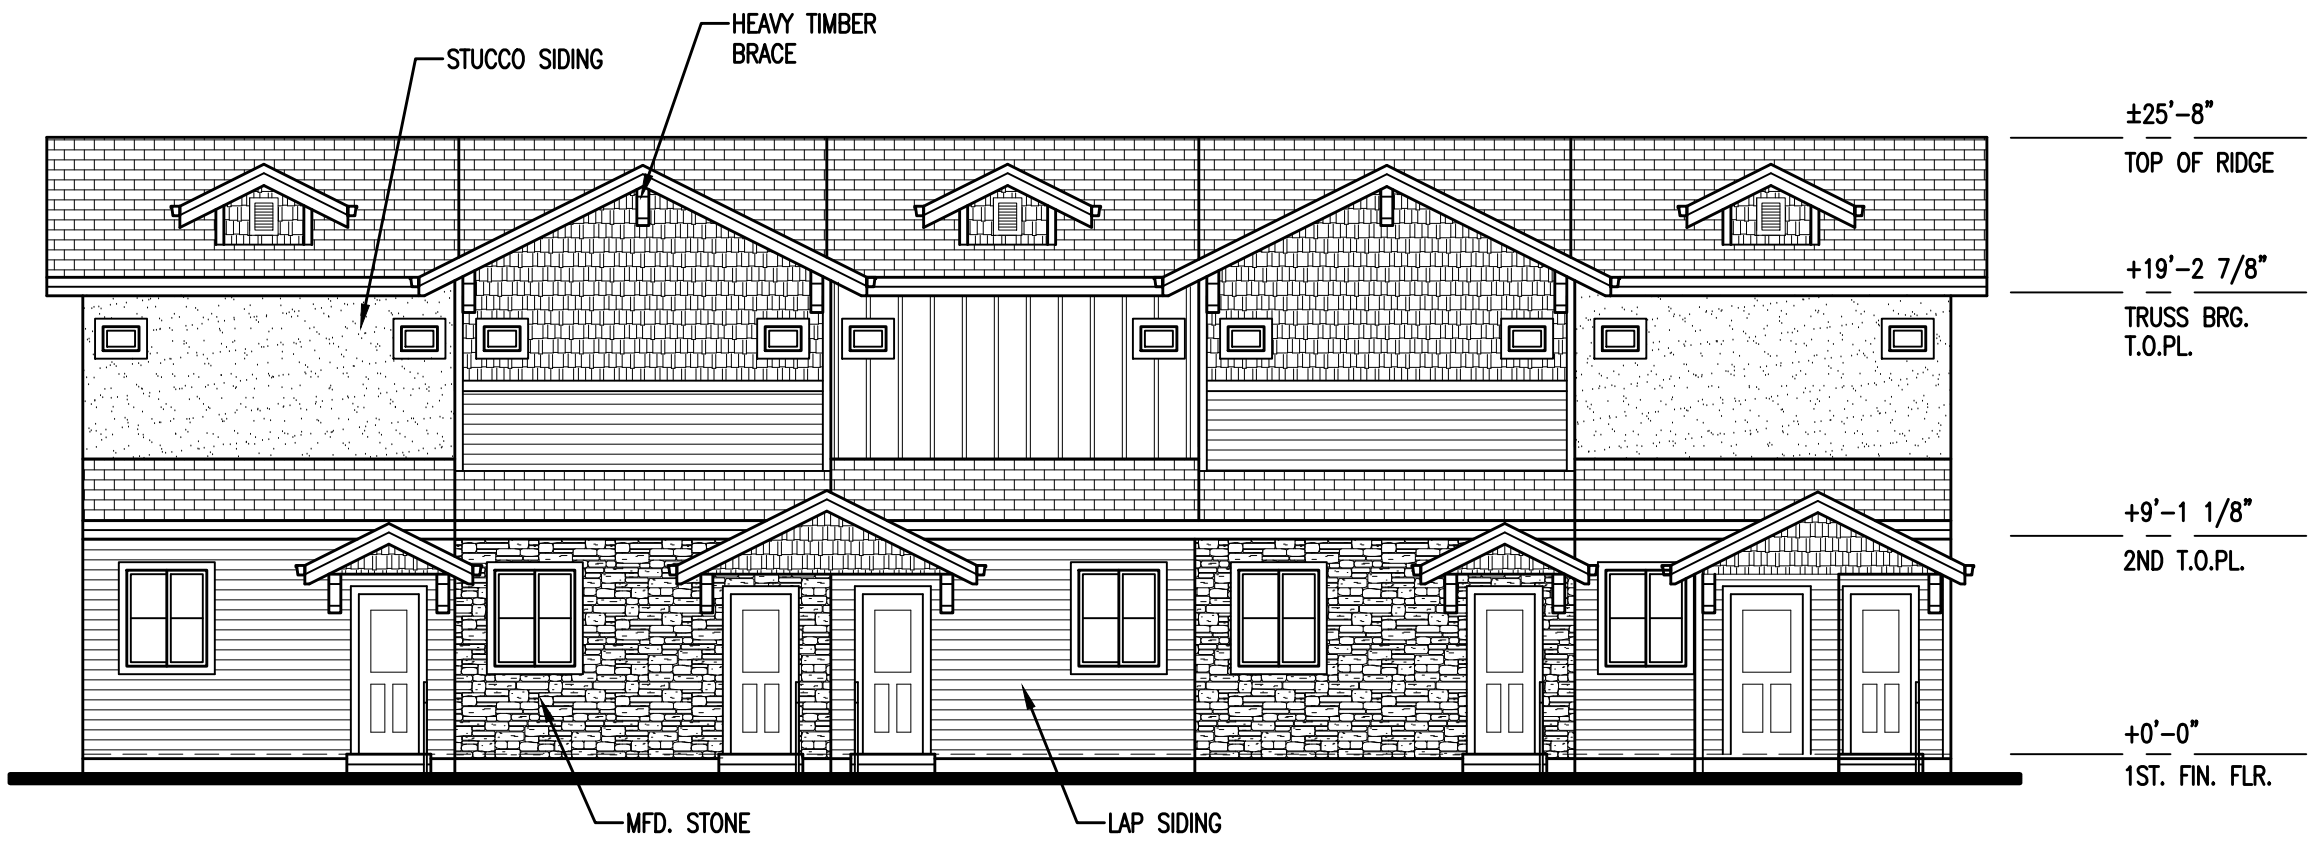 HEAVY TIMBER
BRACE
STUCCO SIDING
±25'-8"
TOP OF RIDGE
+19'-2 7/8"
TRUSS BRG.
T.O.PL.
+9'-1 1/8"
2ND T.O.PL.
+0'-0"
1ST. FIN. FLR.
MFD. STONE
LAP SIDING